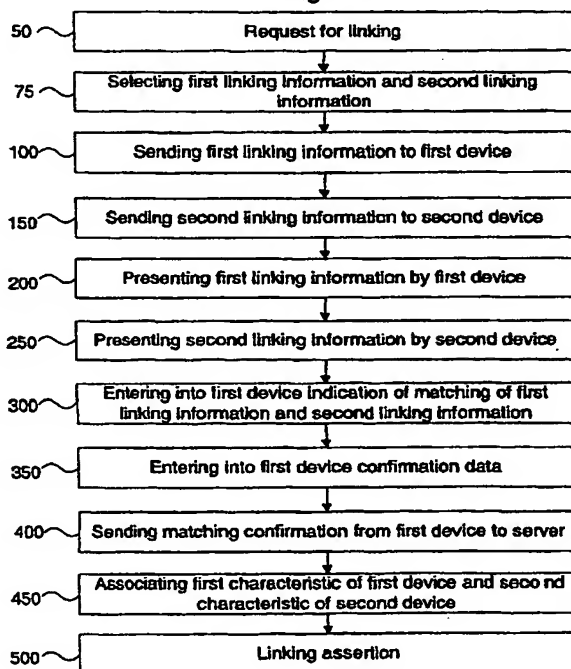 50 Request for linking
75 Selecting first linking information and second linking
information
100 Sending first linking information to first device
150 Sending second linking information to second device
200 Presenting first linking information by first device
250 Presenting second linking information by second device
300 Entering into first device indication of matching of first
linking information and second linking information
350 Entering into first device confirmation data
400 Sending matching confirmation from first device to server
450 Associating first characteristic of first device and second
characteristic of second device
500 Linking assertion